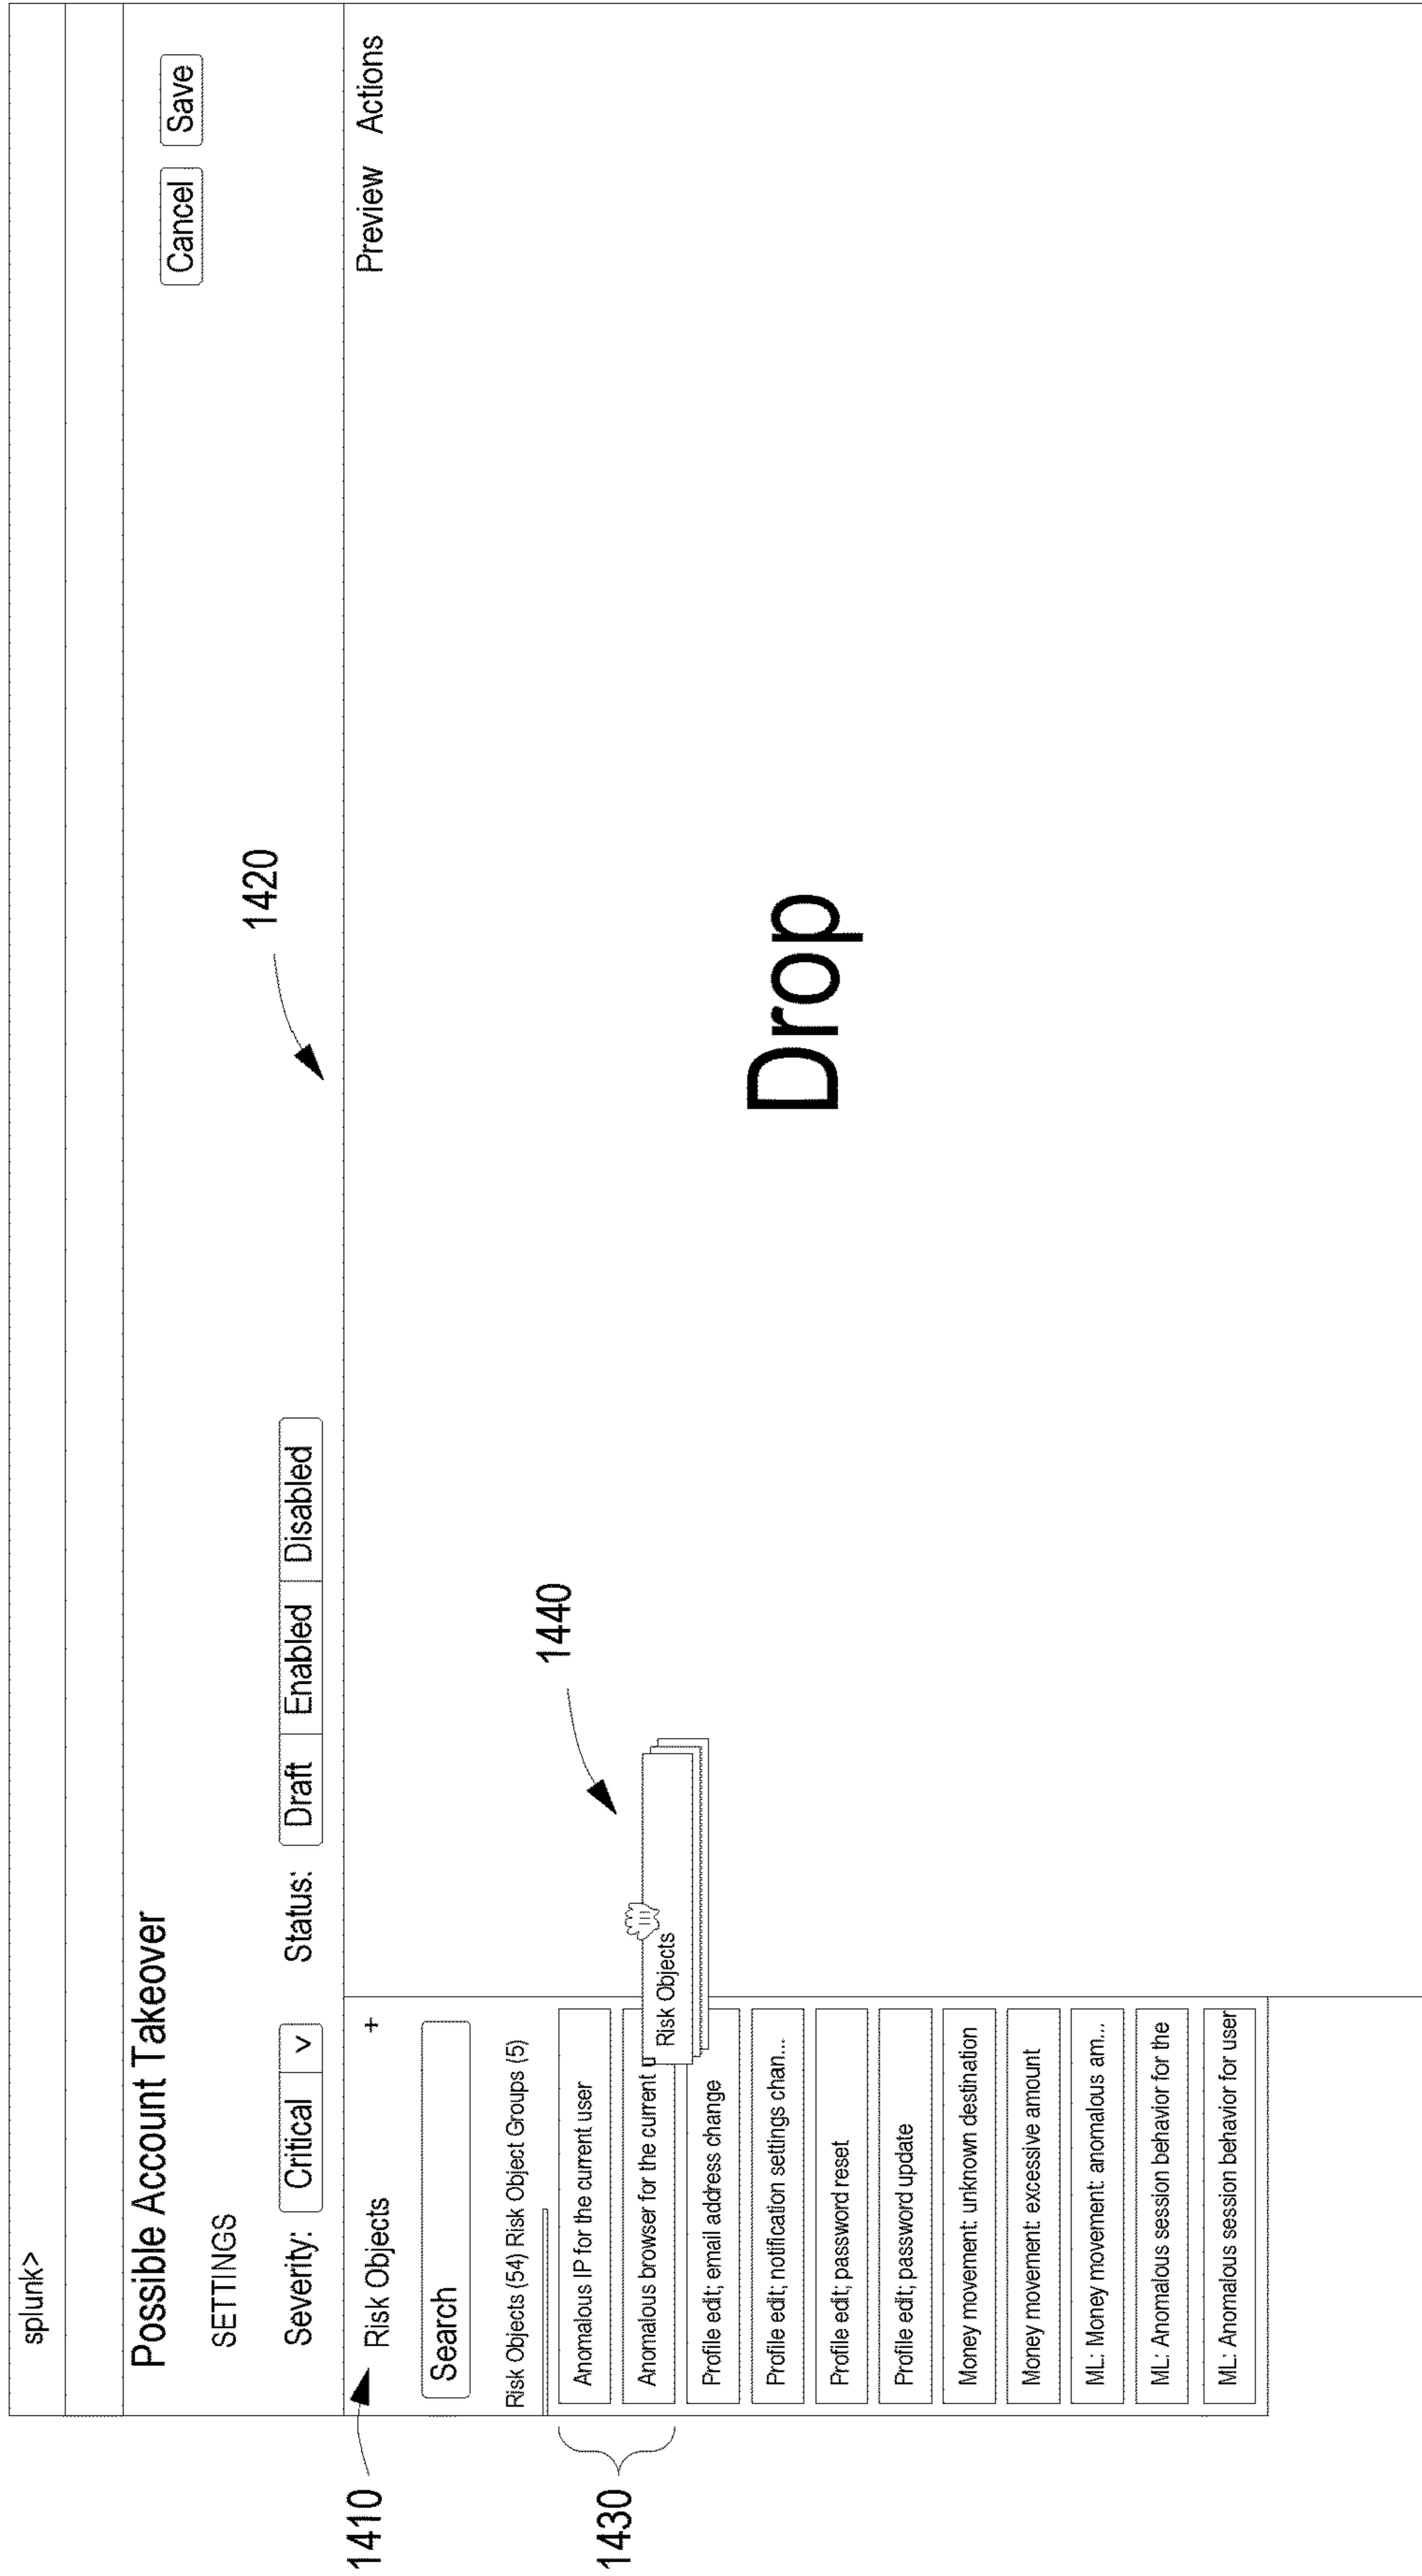 splunk>
Possible Account Takeover
Cancel Save
SETTINGS
1420
Severity: Critical v Status: Draft Enabled Disabled
1410
Risk Objects +
Preview Actions
Search
Risk Objects (54) Risk Object Groups (5)
1440
1430
Anomalous IP for the current user
Anomalous browser for the current u
Risk Objects
Profile edit; email address change
Profile edit; notification settings chan...
Drop
Profile edit; password reset
Profile edit; password update
Money movement: unknown destination
Money movement: excessive amount
ML: Money movement: anomalous am...
ML: Anomalous session behavior for the
ML: Anomalous session behavior for user